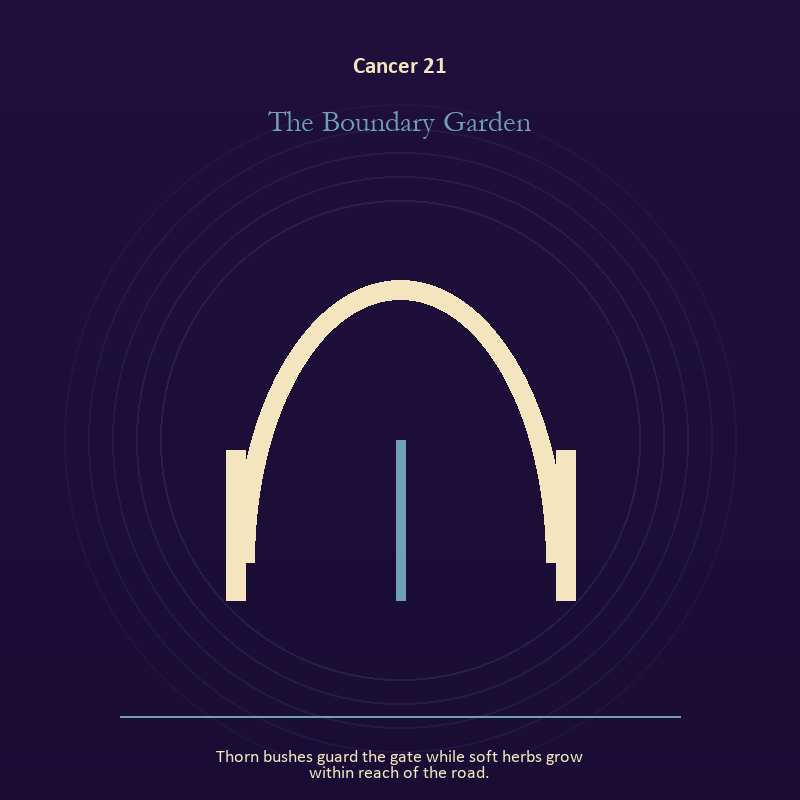 Cancer 21
The Boundary Garden
Thorn bushes guard the gate while soft herbs grow
within reach of the road.